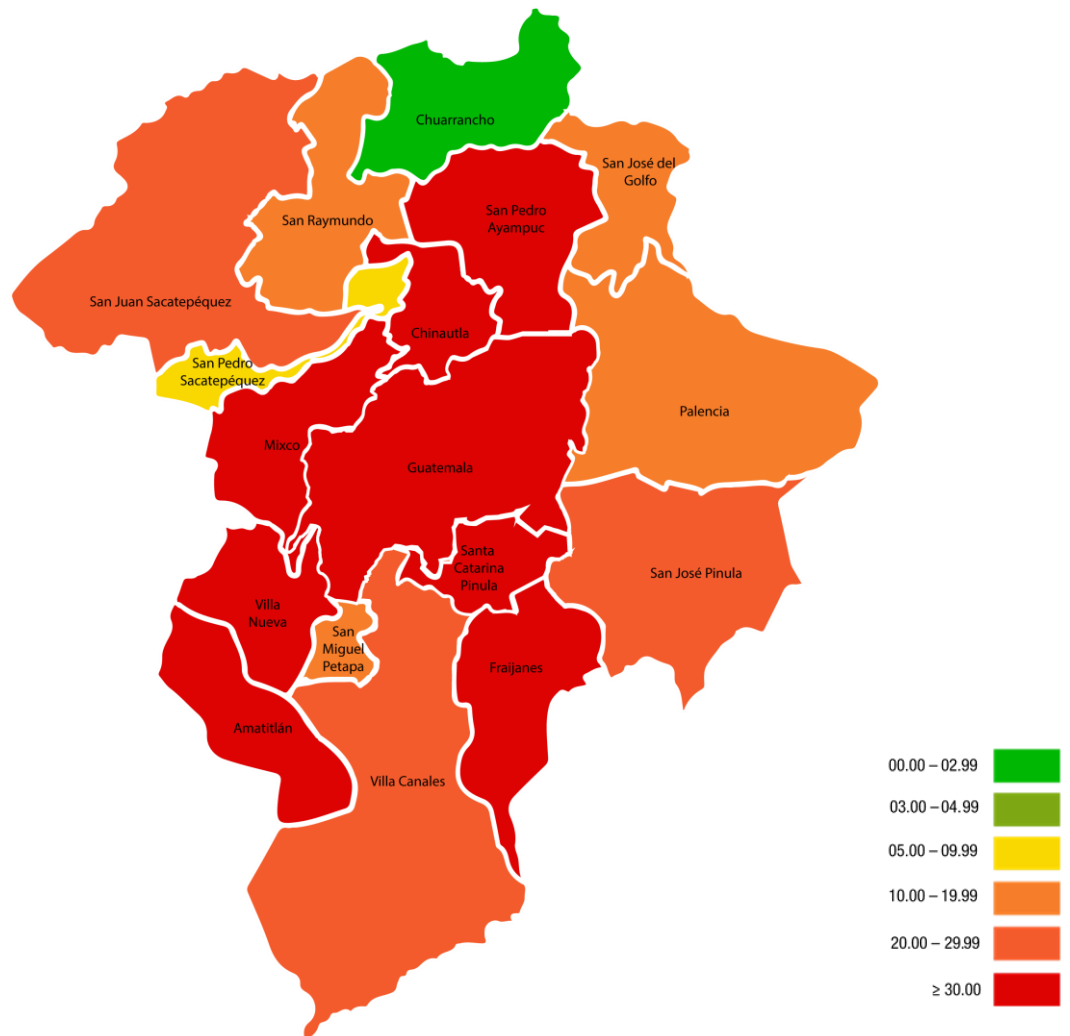 Chuarrancho
San José del
Golfo
San Raymundo
San Pedro
Ayampuc
San Juan Sacatepéquez
Chinautla
San Pedro
Sacatepéquez
Palencia
Mixco
Guatemala
Santa
Catarina
Pinula
San José Pinula
Villa
Nueva
San
Miguel
Petapa
Fraijanes
Amatitlán
Villa Canales
00.00 – 02.99
03.00 – 04.99
05.00 – 09.99
10.00 – 19.99
20.00 – 29.99
≥ 30.00